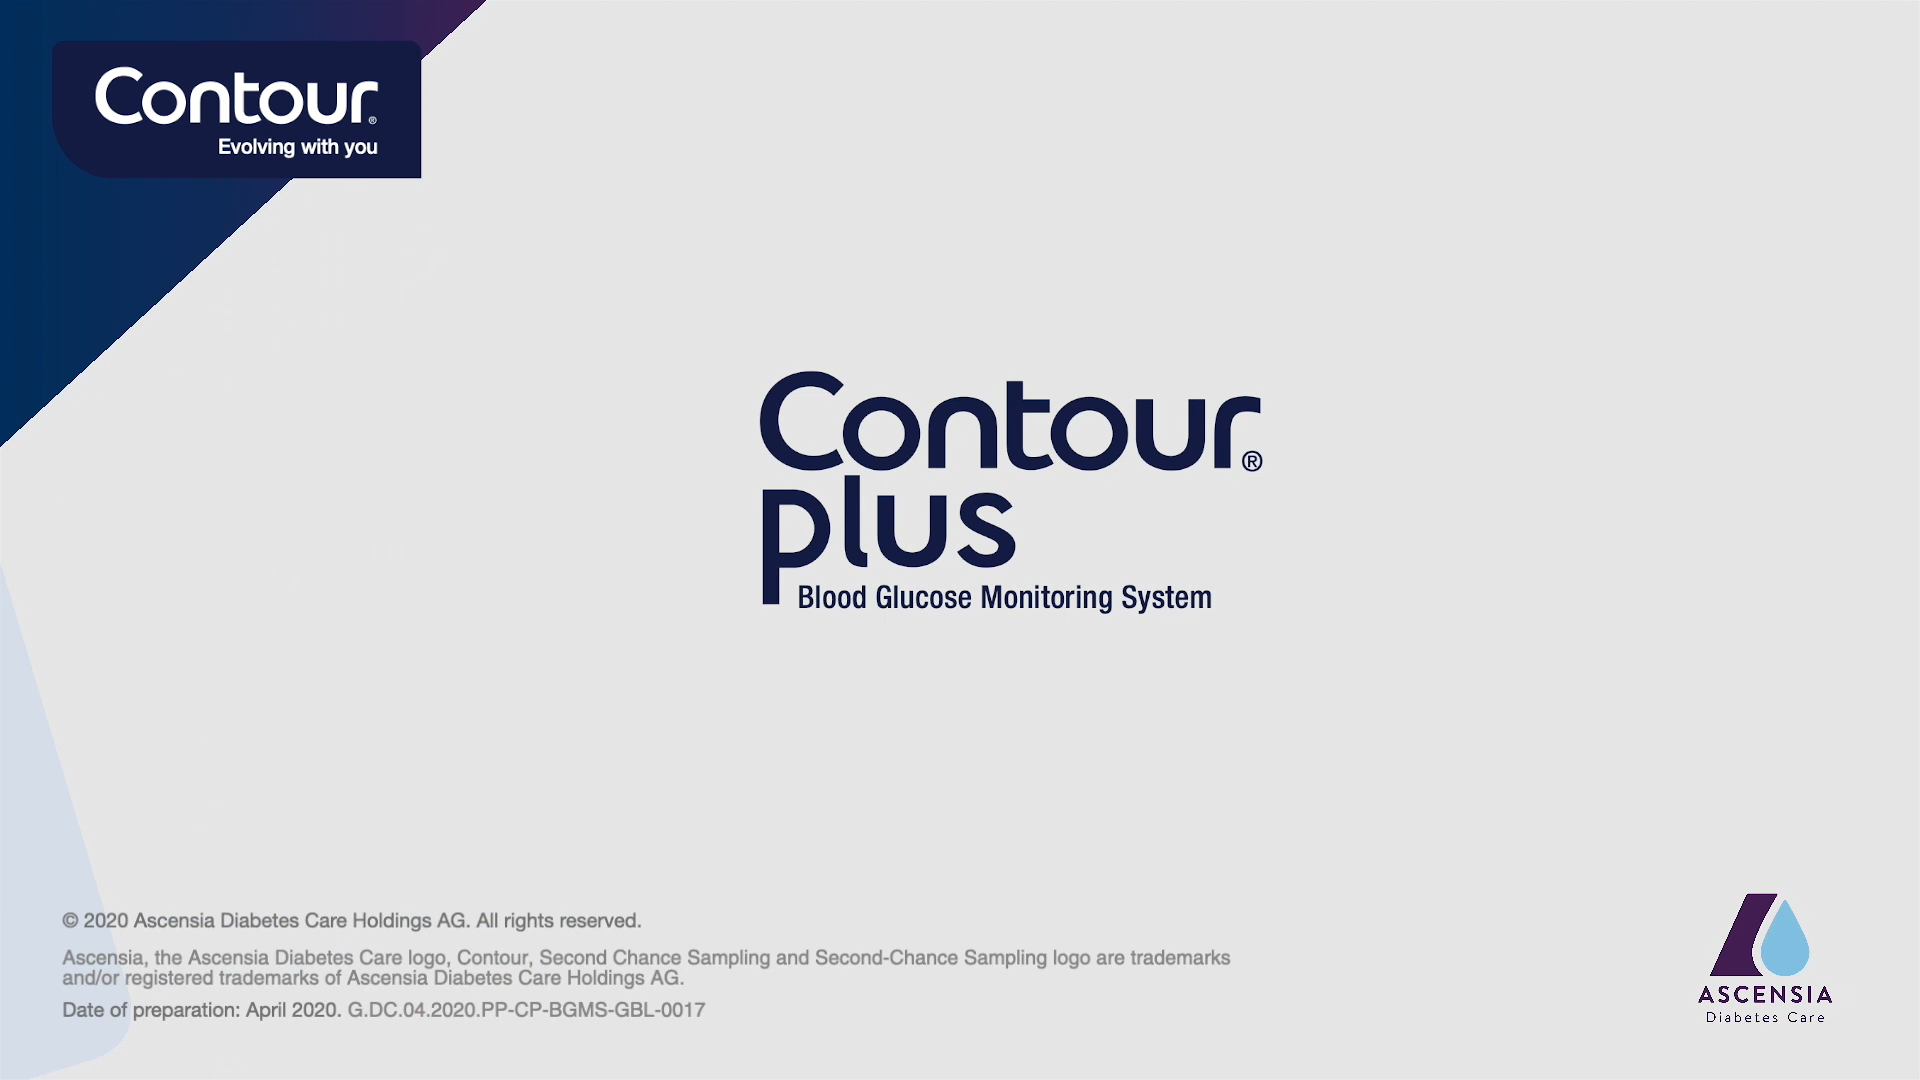 Contour®
Evolving with you
Contour®
plus
Blood Glucose Monitoring System
© 2020 Ascensia Diabetes Care Holdings AG. All rights reserved.
Ascensia, the Ascensia Diabetes Care logo, Contour, Second Chance Sampling and Second-Chance Sampling logo are trademarks
and/or registered trademarks of Ascensia Diabetes Care Holdings AG.
Date of preparation: April 2020. G.DC.04.2020.PP-CP-BGMS-GBL-0017
ASCENSIA
Diabetes Care